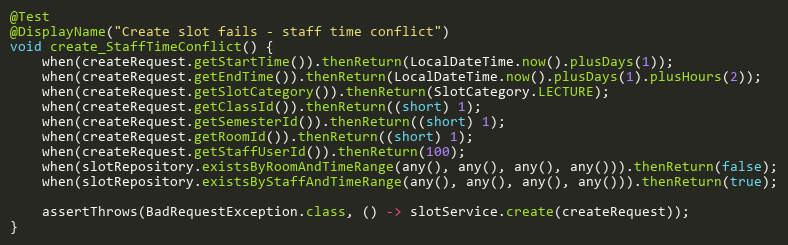 @Test
@DisplayName("Create slot fails - staff time conflict")
void create_StaffTimeConflict() {
    when(createRequest.getStartTime()).thenReturn(LocalDateTime.now().plusDays(1));
    when(createRequest.getEndTime()).thenReturn(LocalDateTime.now().plusDays(1).plusHours(2));
    when(createRequest.getSlotCategory()).thenReturn(SlotCategory.LECTURE);
    when(createRequest.getClassId()).thenReturn((short) 1);
    when(createRequest.getSemesterId()).thenReturn((short) 1);
    when(createRequest.getRoomId()).thenReturn((short) 1);
    when(createRequest.getStaffUserId()).thenReturn(100);
    when(slotRepository.existsByRoomAndTimeRange(any(), any(), any(), any())).thenReturn(false);
    when(slotRepository.existsByStaffAndTimeRange(any(), any(), any(), any())).thenReturn(true);

    assertThrows(BadRequestException.class, () -> slotService.create(createRequest));
}